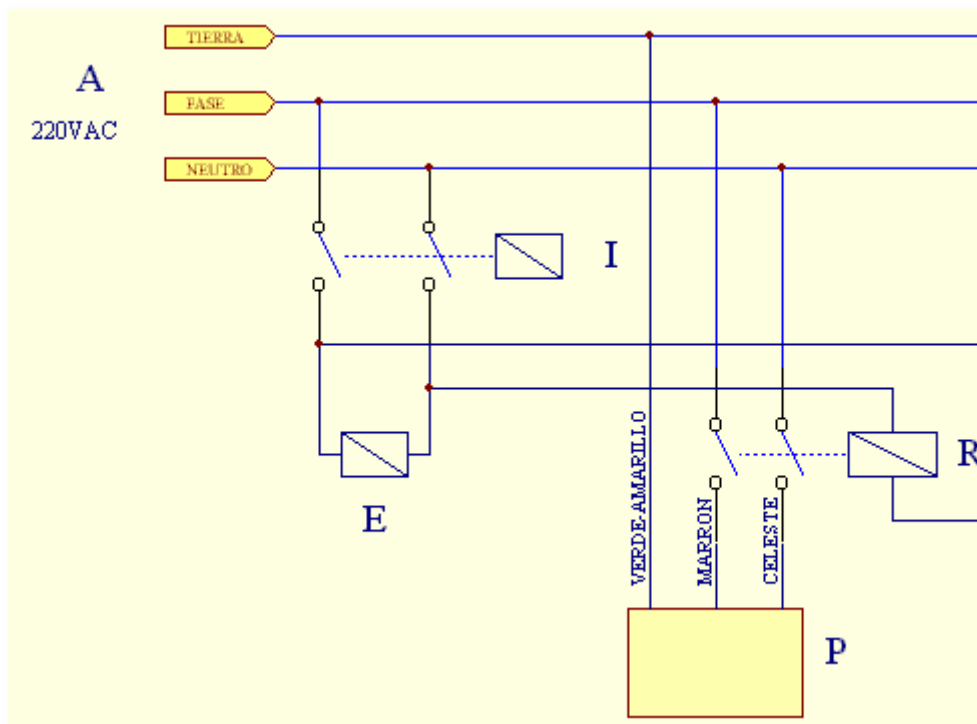 TIERRA
A
FASE
220VAC
NEUTRO
I
E
VERDE-AMARILLO
MARRON
CELESTE
R
P